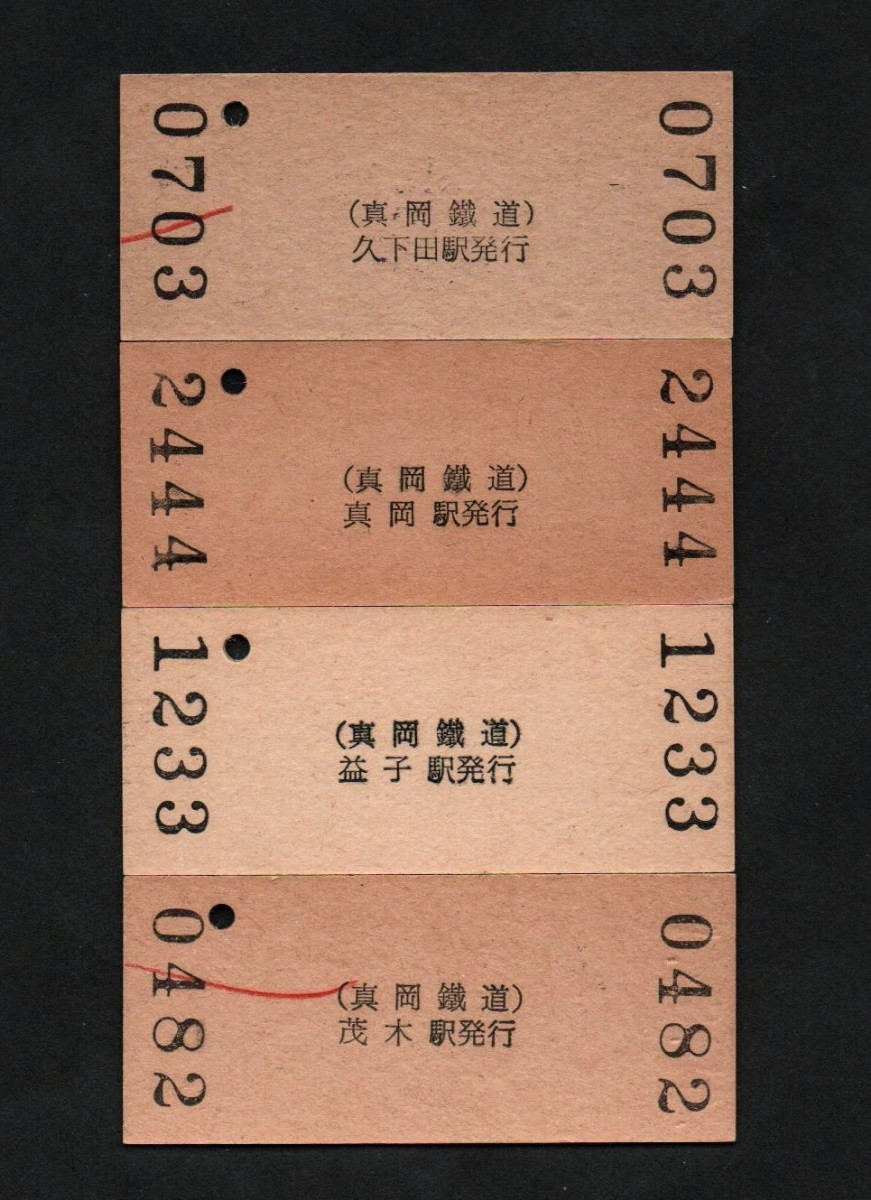 0703
(真岡鐵道)
久下田駅発行
0703
2444
(真岡鐵道)
真岡駅発行
2444
1233
(真岡鐵道)
益子駅発行
1233
0482
(真岡鐵道)
茂木駅発行
0482